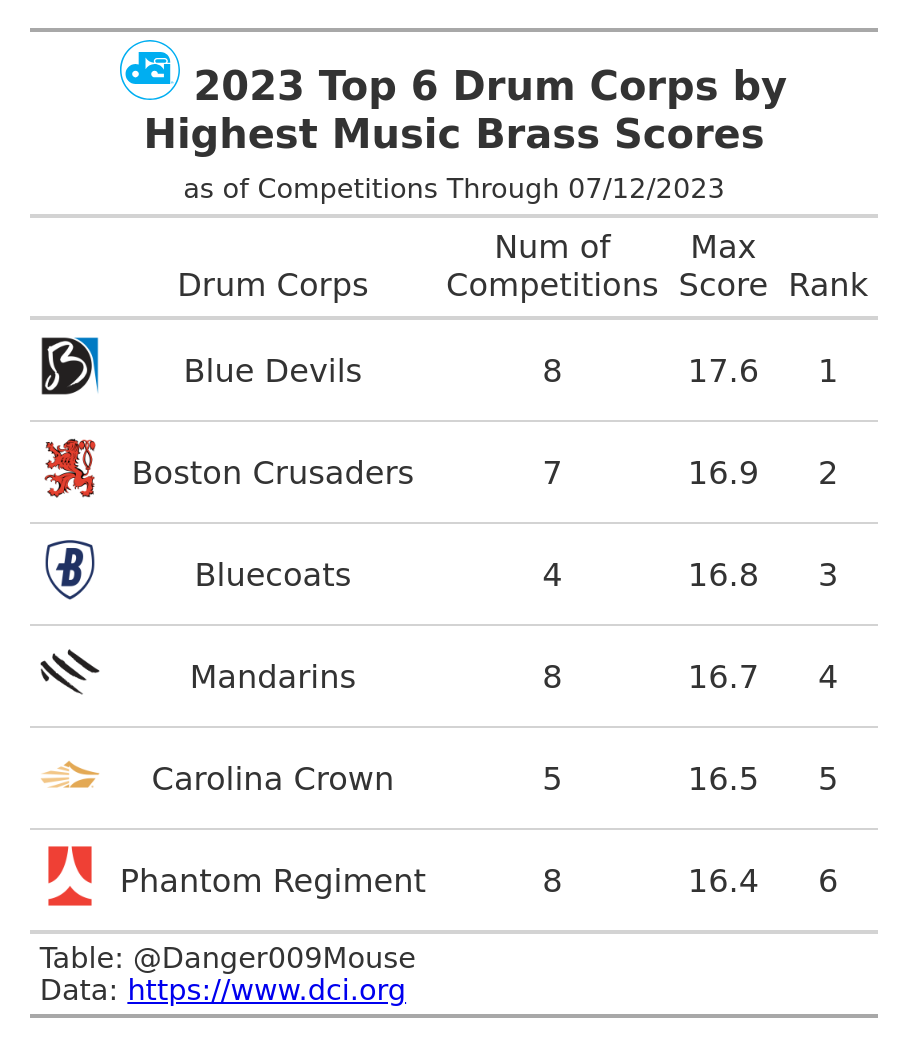 2023 Top 6 Drum Corps by
Highest Music Brass Scores
as of Competitions Through 07/12/2023
Drum Corps Num of Competitions Max Score Rank
Blue Devils 8 17.6 1
Boston Crusaders 7 16.9 2
Bluecoats 4 16.8 3
Mandarins 8 16.7 4
Carolina Crown 5 16.5 5
Phantom Regiment 8 16.4 6
Table: @Danger009Mouse
Data: https://www.dci.org